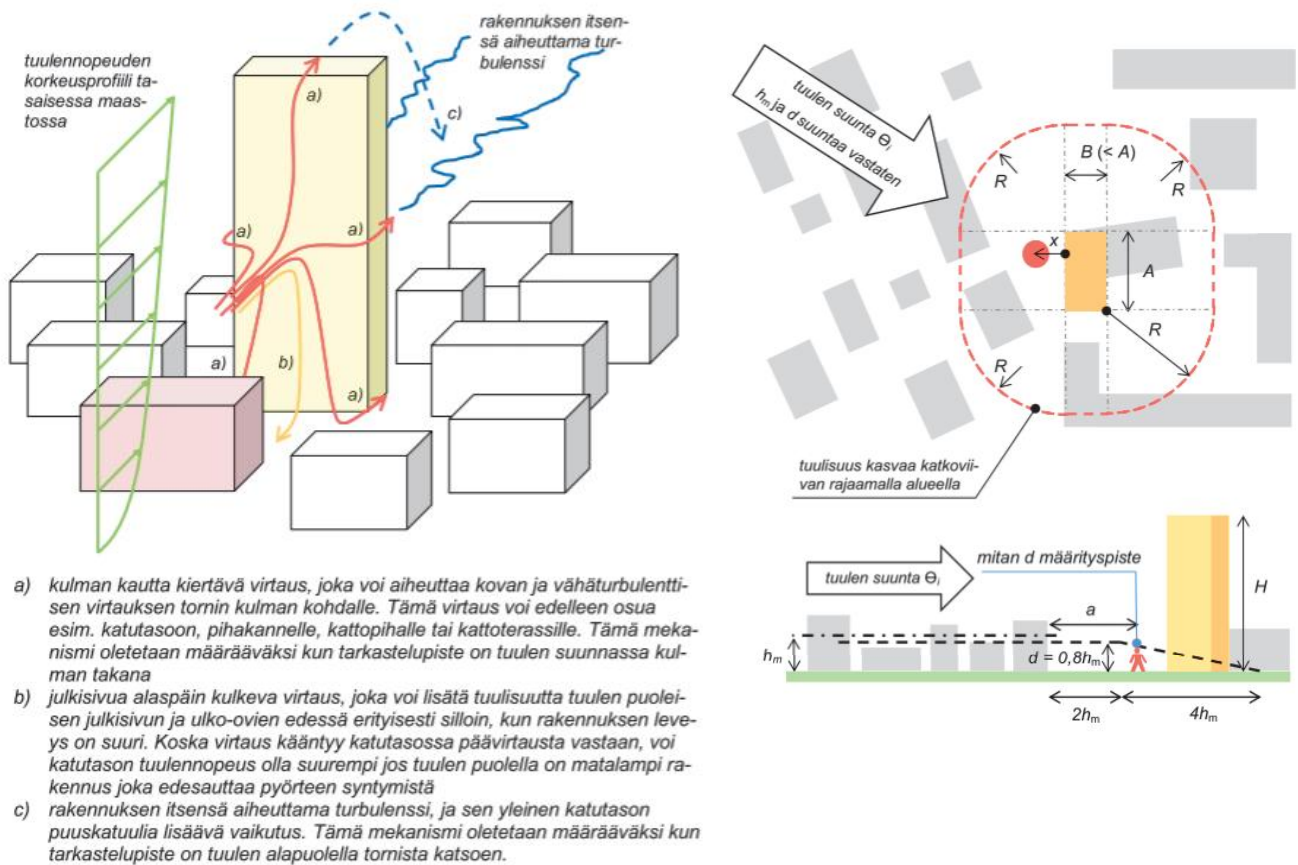 tuulennopeuden
korkeusprofiili ta-
saisessa maas-
tossa
rakennuksen itsen-
sä aiheuttama tur-
bulenssi
a)
c)
a)
a)
a)
b)
a)
a) kulman kautta kiertävä virtaus, joka voi aiheuttaa kovan ja vähäturbulentti-
sen virtauksen tornin kulman kohdalle. Tämä virtaus voi edelleen osua
esim. katutasoon, pihakannelle, kattopihalle tai kattoterassille. Tämä meka-
nismi oletetaan määrääväksi kun tarkastelupiste on tuulen suunnassa kul-
man takana
b) julkisivua alaspäin kulkeva virtaus, joka voi lisätä tuulisuutta tuulen puolei-
sen julkisivun ja ulko-ovien edessä erityisesti silloin, kun rakennuksen leve-
ys on suuri. Koska virtaus kääntyy katutasossa päävirtausta vastaan, voi
katutason tuulennopeus olla suurempi jos tuulen puolella on matalampi ra-
kennus joka edesauttaa pyörteen syntymistä
c) rakennuksen itsensä aiheuttama turbulenssi, ja sen yleinen katutason
puuskatuulia lisäävä vaikutus. Tämä mekanismi oletetaan määrääväksi kun
tarkastelupiste on tuulen alapuolella tornista katsoen.
tuulen suunta Θi
hm ja d suuntaa vastaten
B (< A)
R
R
x
A
R
R
tuulisuus kasvaa katkovii-
van rajaamalla alueella
tuulen suunta Θi
mitan d määrityspiste
a
H
hm
d = 0,8hm
2hm
4hm